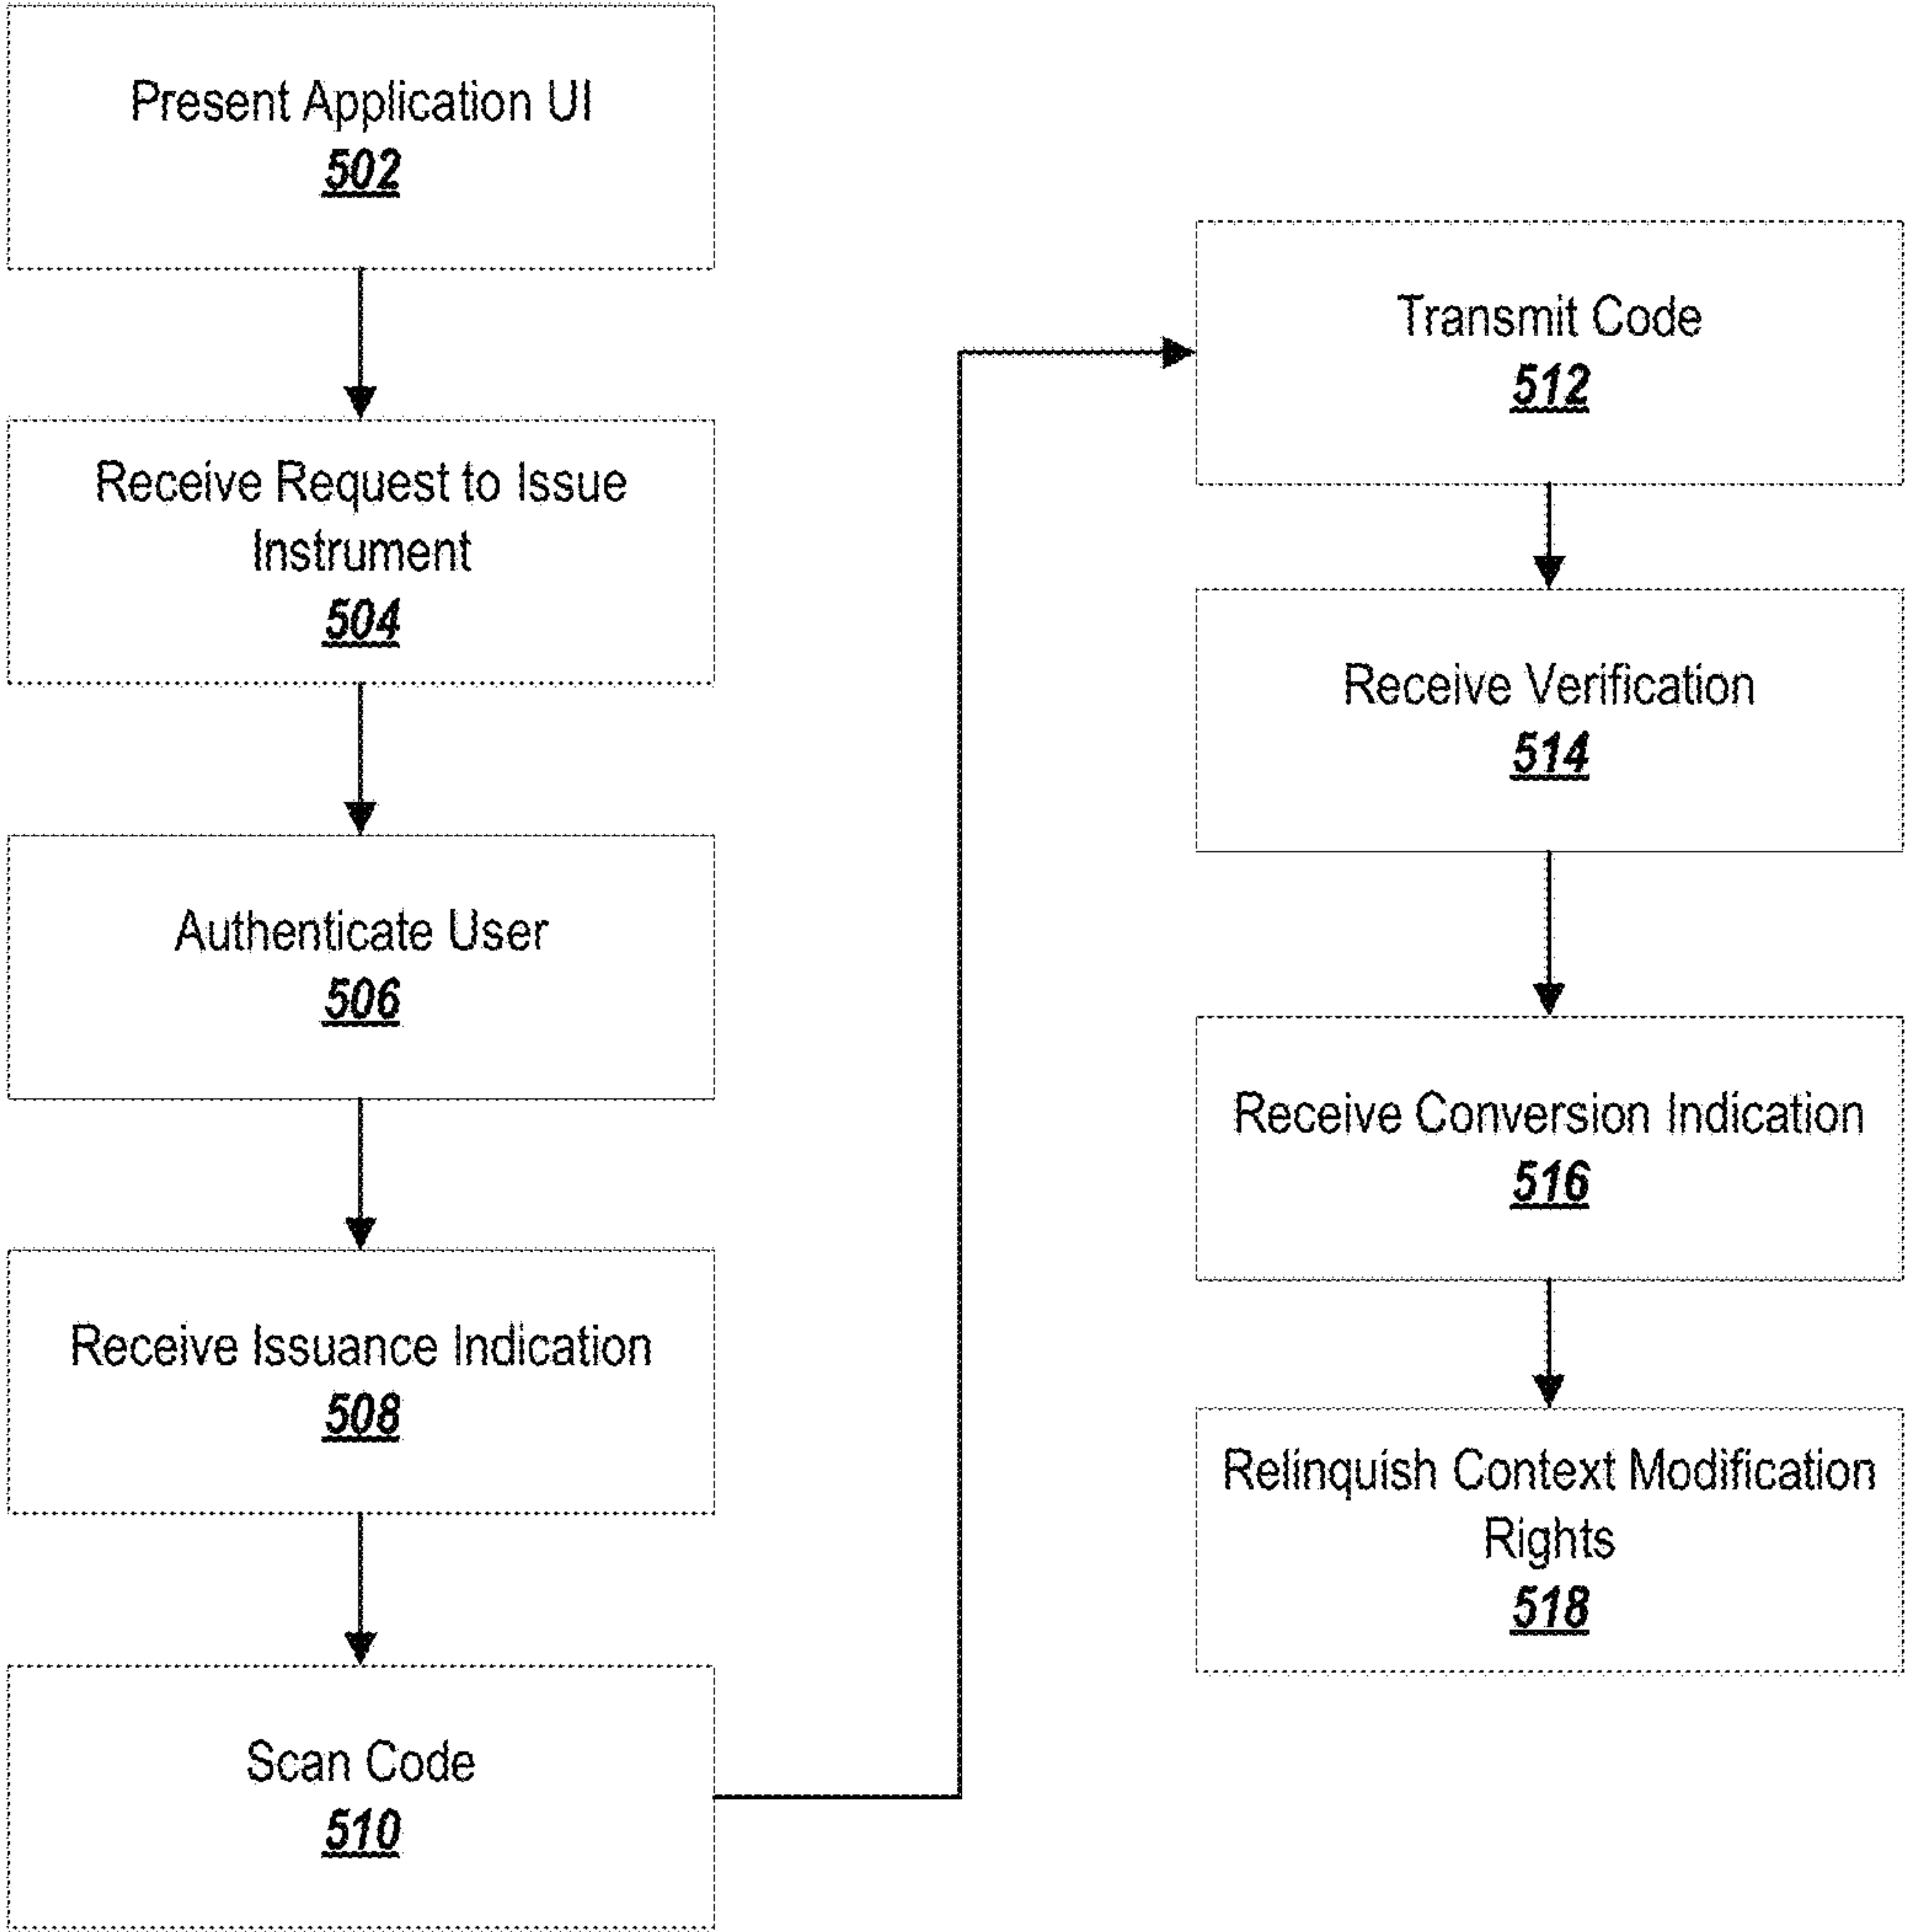 Present Application UI
502
Receive Request to Issue
Instrument
504
Authenticate User
506
Receive Issuance Indication
508
Scan Code
510
Transmit Code
512
Receive Verification
514
Receive Conversion Indication
516
Relinquish Context Modification
Rights
518